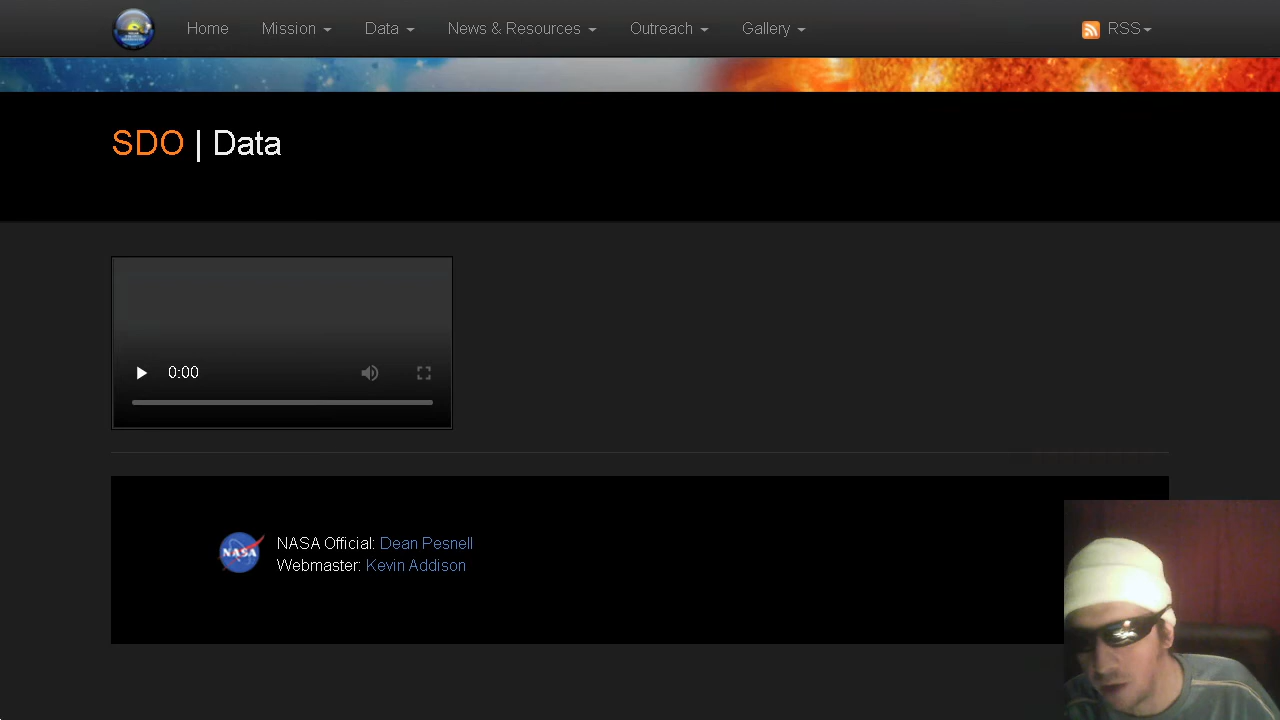 Home Mission Data News & Resources Outreach Gallery RSS
SDO | Data
0:00
NASA
NASA Official: Dean Pesnell
Webmaster: Kevin Addison